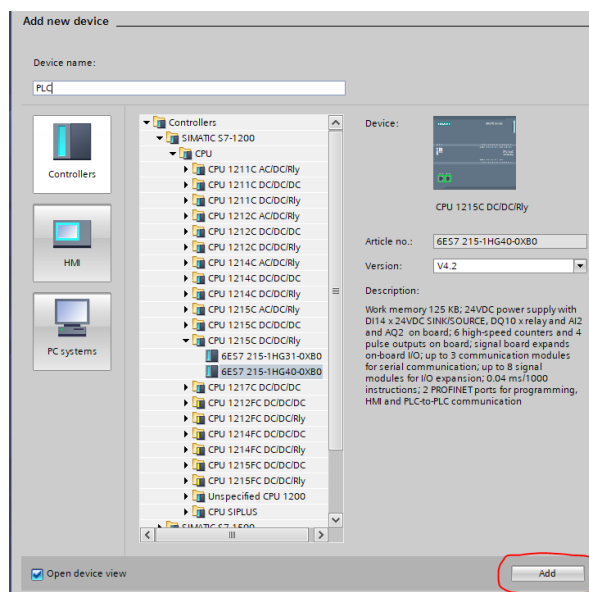 Add new device
Device name:
PLC
Controllers
HMI
PC systems
Controllers
SIMATIC S7-1200
CPU
CPU 1211C AC/DC/Rly
CPU 1211C DC/DC/DC
CPU 1211C DC/DC/Rly
CPU 1212C AC/DC/Rly
CPU 1212C DC/DC/DC
CPU 1212C DC/DC/Rly
CPU 1214C AC/DC/Rly
CPU 1214C DC/DC/DC
CPU 1214C DC/DC/Rly
CPU 1215C AC/DC/Rly
CPU 1215C DC/DC/DC
CPU 1215C DC/DC/Rly
6ES7 215-1HG31-0XB0
6ES7 215-1HG40-0XB0
CPU 1217C DC/DC/DC
CPU 1212FC DC/DC/DC
CPU 1212FC DC/DC/Rly
CPU 1214FC DC/DC/DC
CPU 1214FC DC/DC/Rly
CPU 1215FC DC/DC/DC
CPU 1215FC DC/DC/Rly
Unspecified CPU 1200
CPU SIPLUS
SIMATIC S7-1500
Device:
CPU 1215C DC/DC/Rly
Article no.: 6ES7 215-1HG40-0XB0
Version: V4.2
Description:
Work memory 125 KB; 24VDC power supply with
DI14 x 24VDC SINK/SOURCE, DQ10 x relay and AI2
and AQ2 on board; 6 high-speed counters and 4
pulse outputs on board; signal board expands
on-board I/O; up to 3 communication modules
for serial communication; up to 8 signal
modules for I/O expansion; 0.04 ms/1000
instructions; 2 PROFINET ports for programming,
HMI and PLC-to-PLC communication
Open device view
Add